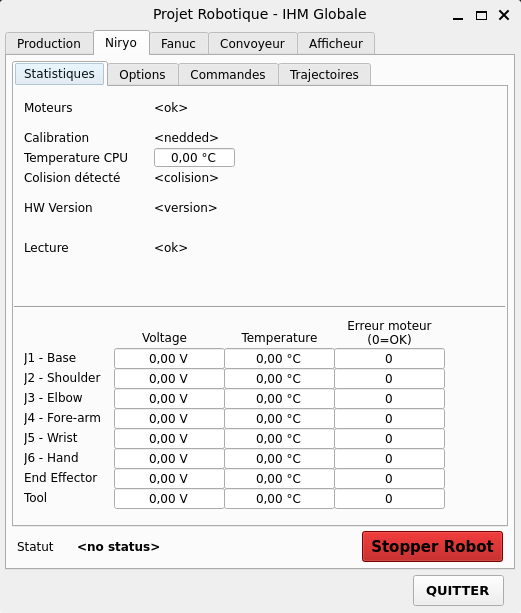 Projet Robotique - IHM Globale
Production Niryo Fanuc Convoyeur Afficheur
Statistiques Options Commandes Trajectoires
Moteurs <ok>
Calibration <nedded>
Temperature CPU 0,00 °C
Colision détecté <colision>
HW Version <version>
Lecture <ok>
Voltage Temperature Erreur moteur
(0=OK)
J1 - Base 0,00 V 0,00 °C 0
J2 - Shoulder 0,00 V 0,00 °C 0
J3 - Elbow 0,00 V 0,00 °C 0
J4 - Fore-arm 0,00 V 0,00 °C 0
J5 - Wrist 0,00 V 0,00 °C 0
J6 - Hand 0,00 V 0,00 °C 0
End Effector 0,00 V 0,00 °C 0
Tool 0,00 V 0,00 °C 0
Statut <no status> Stopper Robot
QUITTER